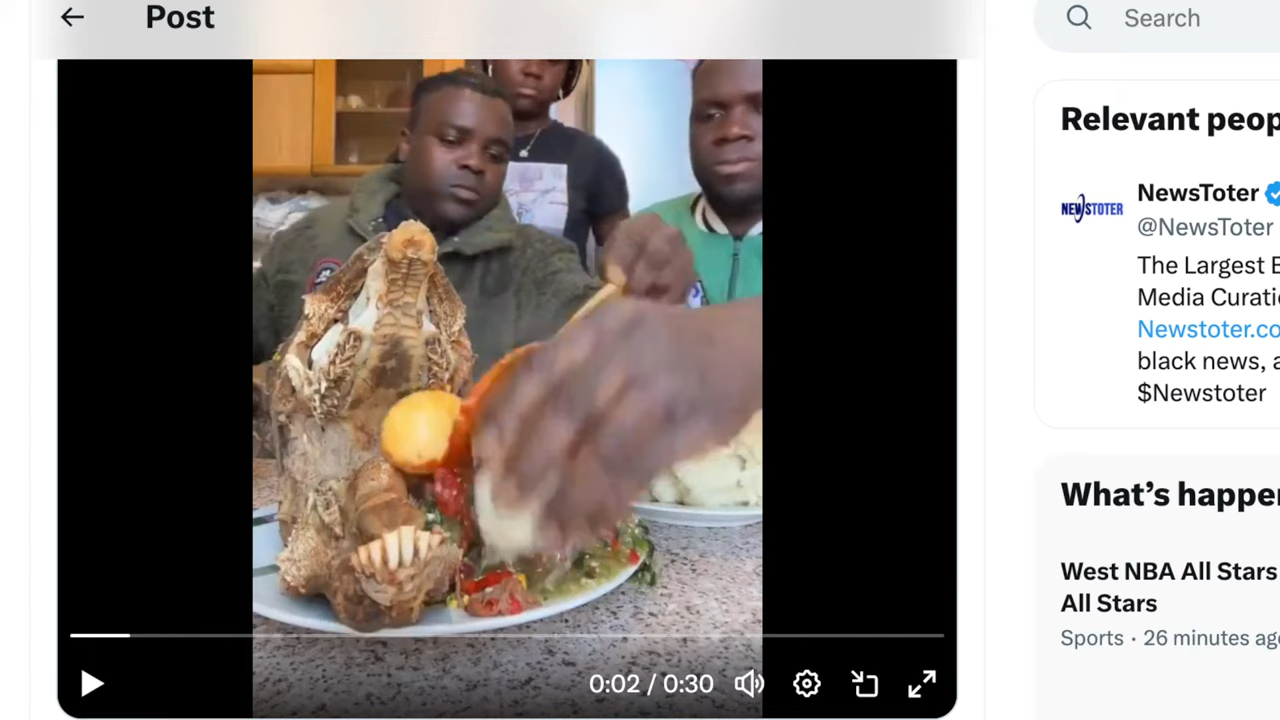 Post
Search
Relevant peop
NEWSTOTER
NewsToter
@NewsToter
The Largest B
Media Curatio
Newstoter.co
black news, a
$Newstoter
0:02 / 0:30
What's happen
West NBA All Stars
All Stars
Sports · 26 minutes ago